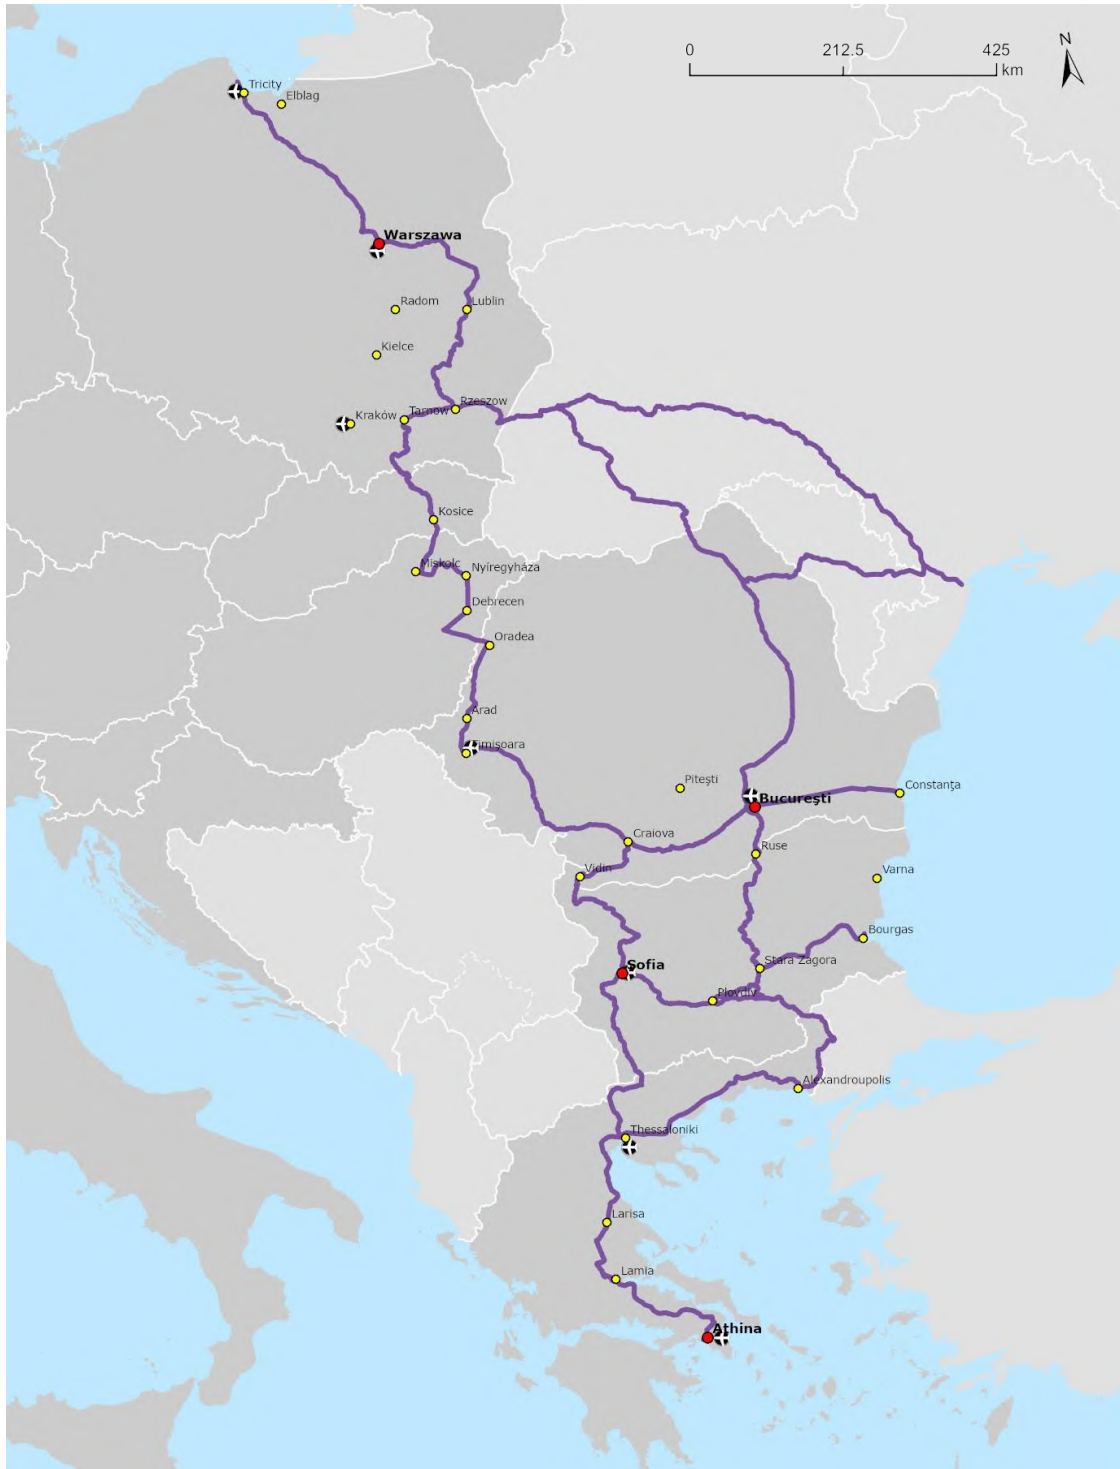 N
0 212.5 425
km
Tricity
Elblag
Warszawa
Radom
Lublin
Kielce
Rzeszow
Kraków
Tarnow
Kosice
Miskolc
Nyíregyháza
Debrecen
Oradea
Arad
Timişoara
Piteşti
Constanţa
Bucureşti
Craiova
Ruse
Vidin
Varna
Bourgas
Sofia
Stara Zagora
Plovdiv
Alexandroupolis
Thessaloniki
Larisa
Lamia
Athina